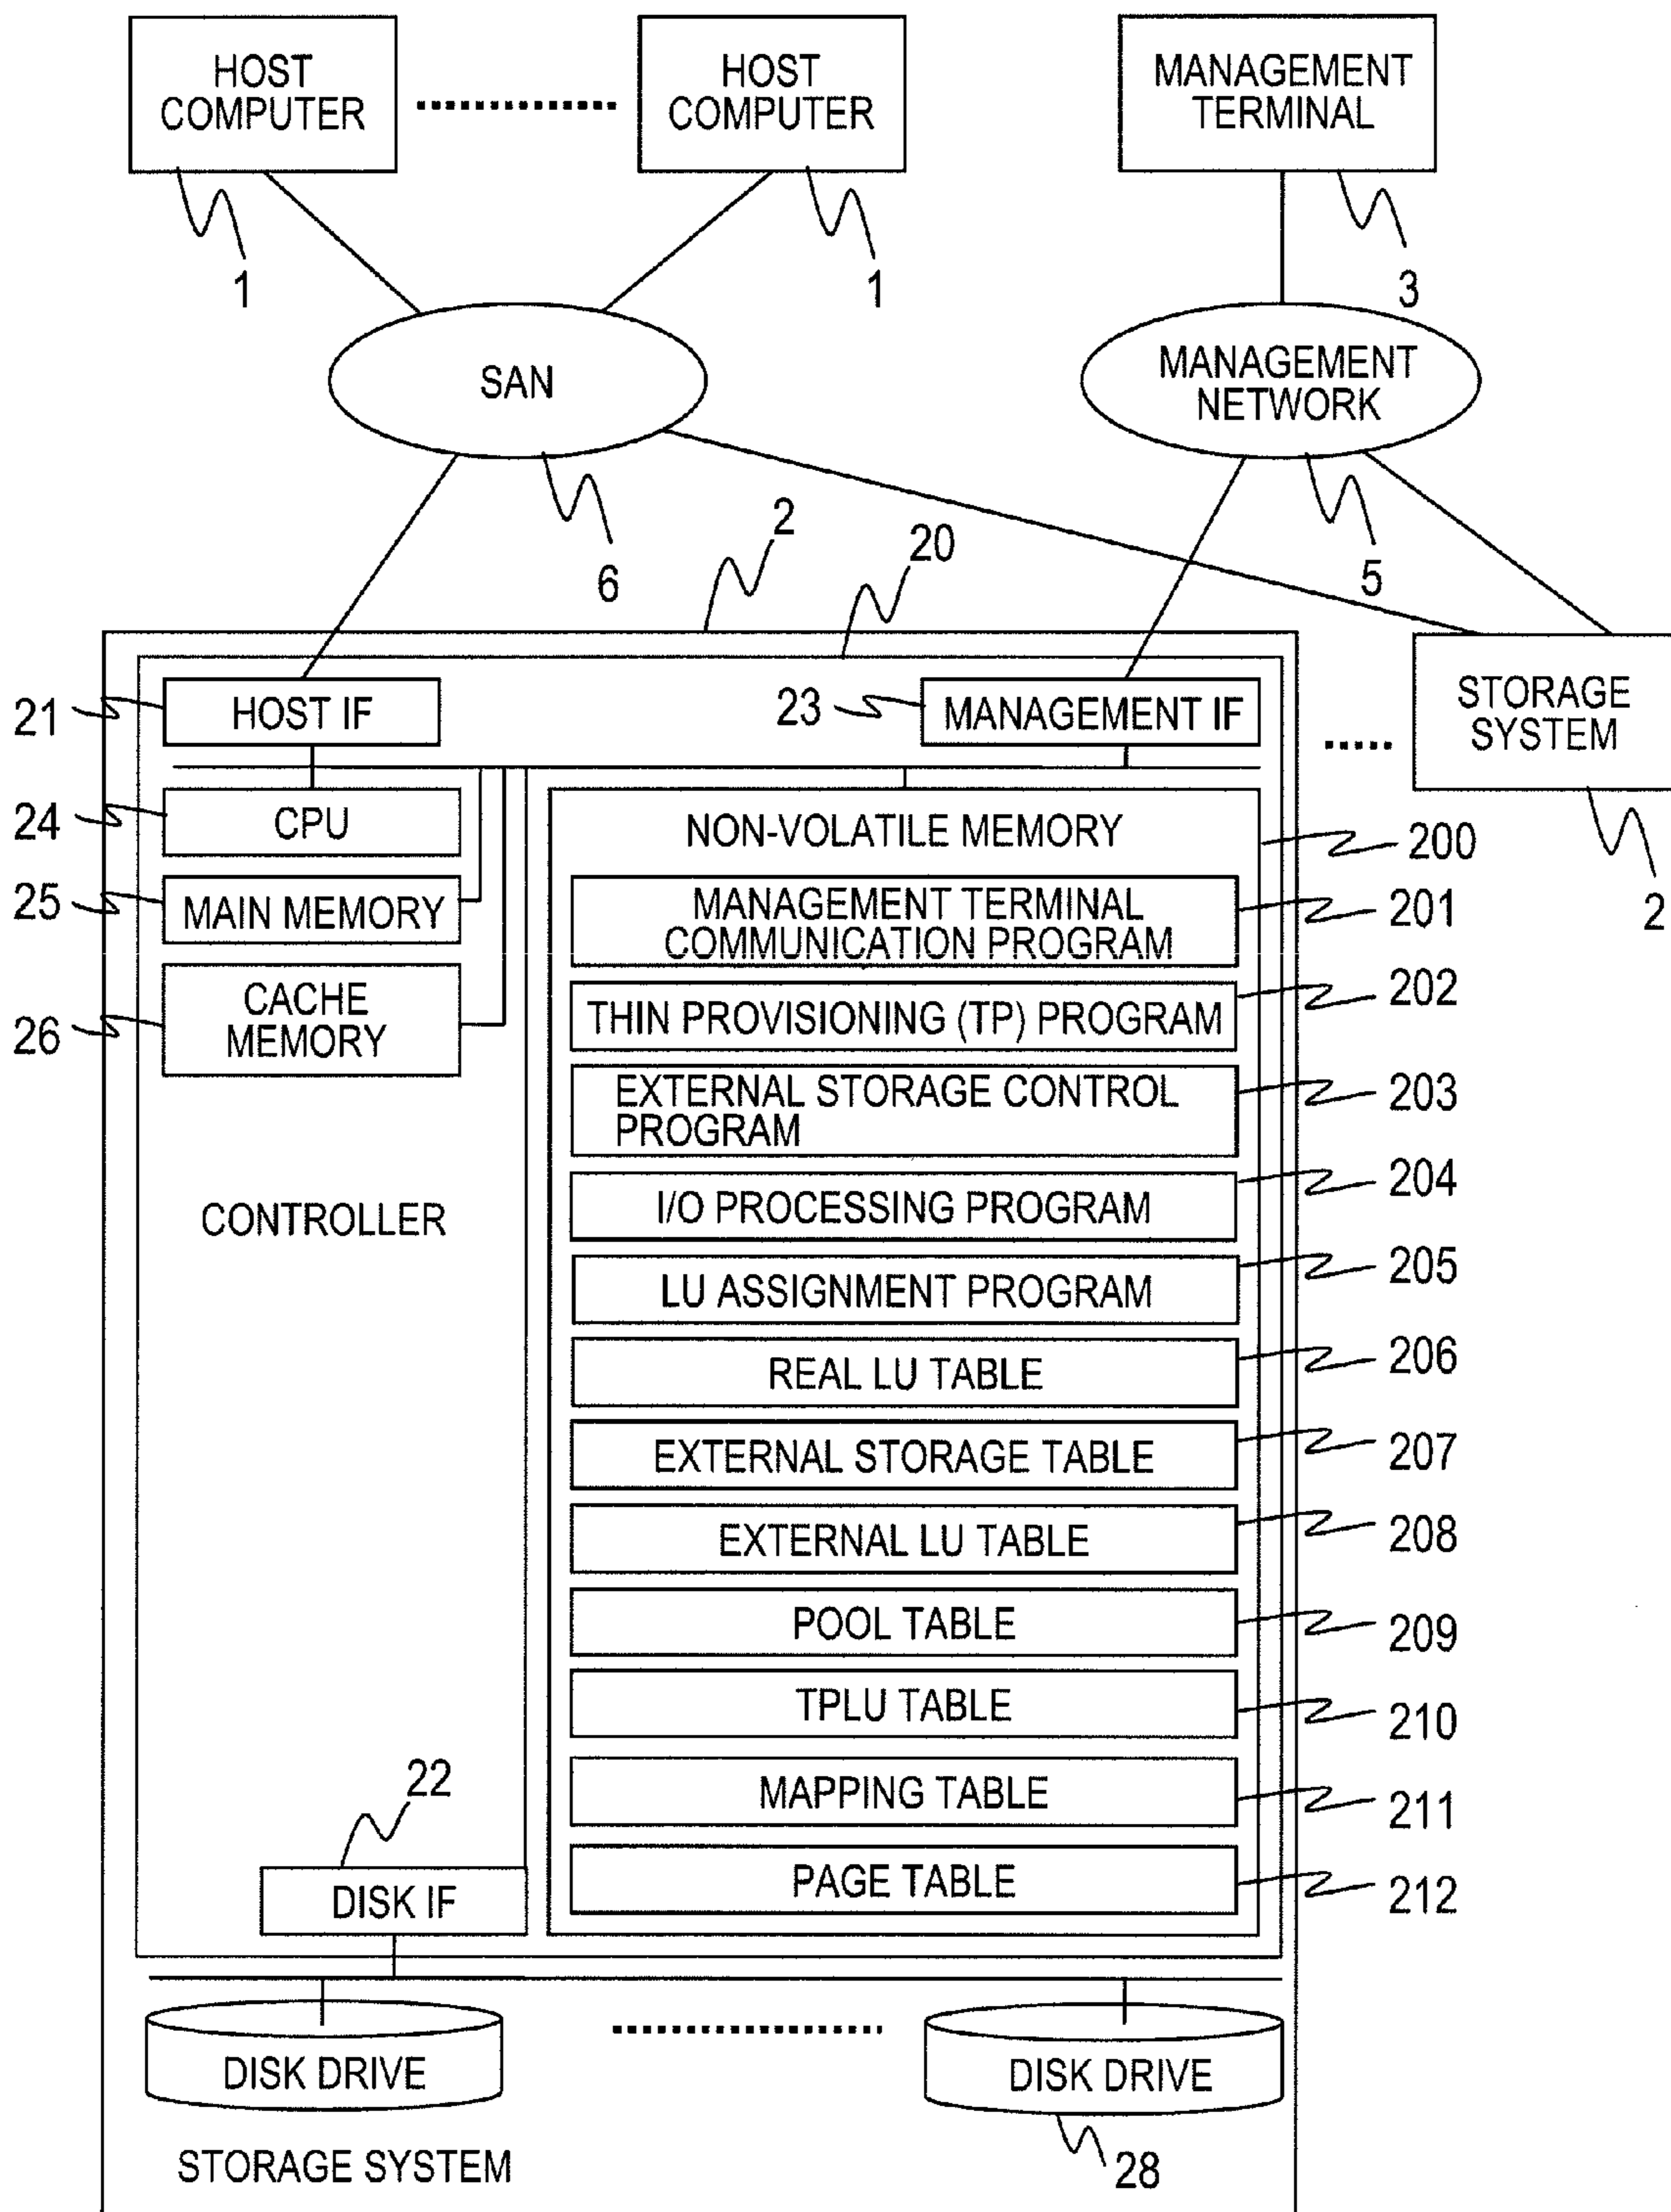 HOST
COMPUTER
HOST
COMPUTER
MANAGEMENT
TERMINAL
1
1
3
SAN
MANAGEMENT
NETWORK
6
2
20
5
21
HOST IF
23
MANAGEMENT IF
STORAGE
SYSTEM
2
24
CPU
25
MAIN MEMORY
26
CACHE
MEMORY
CONTROLLER
NON-VOLATILE MEMORY
200
MANAGEMENT TERMINAL
COMMUNICATION PROGRAM
201
THIN PROVISIONING (TP) PROGRAM
202
EXTERNAL STORAGE CONTROL
PROGRAM
203
I/O PROCESSING PROGRAM
204
LU ASSIGNMENT PROGRAM
205
REAL LU TABLE
206
EXTERNAL STORAGE TABLE
207
EXTERNAL LU TABLE
208
POOL TABLE
209
TPLU TABLE
210
MAPPING TABLE
211
PAGE TABLE
212
22
DISK IF
DISK DRIVE
DISK DRIVE
28
STORAGE SYSTEM